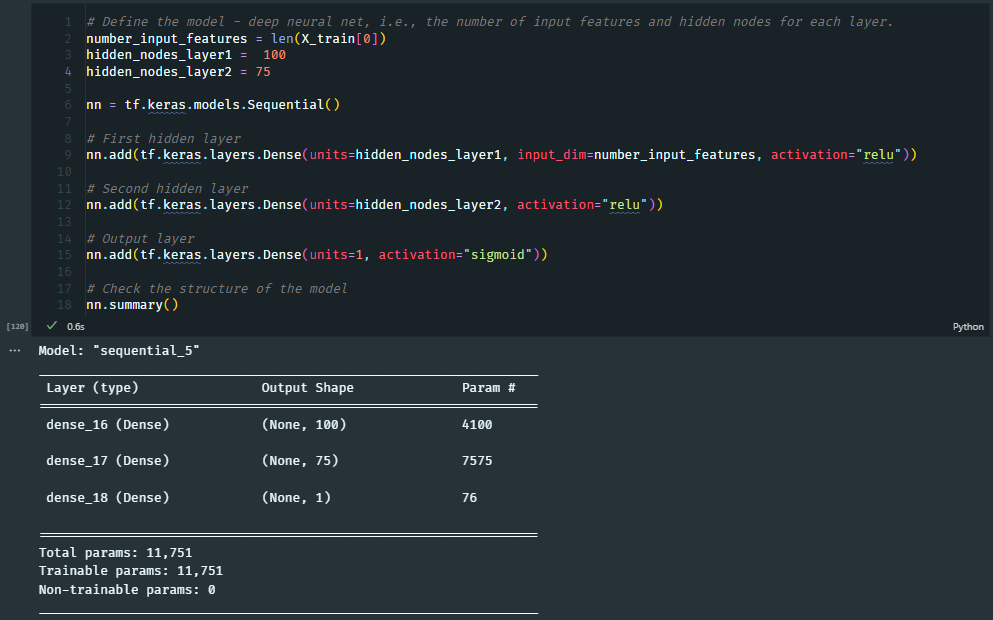 1 # Define the model - deep neural net, i.e., the number of input features and hidden nodes for each layer.
2 number_input_features = len(X_train[0])
3 hidden_nodes_layer1 =  100
4 hidden_nodes_layer2 = 75
5
6 nn = tf.keras.models.Sequential()
7
8 # First hidden layer
9 nn.add(tf.keras.layers.Dense(units=hidden_nodes_layer1, input_dim=number_input_features, activation="relu"))
10
11 # Second hidden layer
12 nn.add(tf.keras.layers.Dense(units=hidden_nodes_layer2, activation="relu"))
13
14 # Output layer
15 nn.add(tf.keras.layers.Dense(units=1, activation="sigmoid"))
16
17 # Check the structure of the model
18 nn.summary()
[120] ✓ 0.6s Python
... Model: "sequential_5"
Layer (type) Output Shape Param #
dense_16 (Dense) (None, 100) 4100
dense_17 (Dense) (None, 75) 7575
dense_18 (Dense) (None, 1) 76
Total params: 11,751
Trainable params: 11,751
Non-trainable params: 0